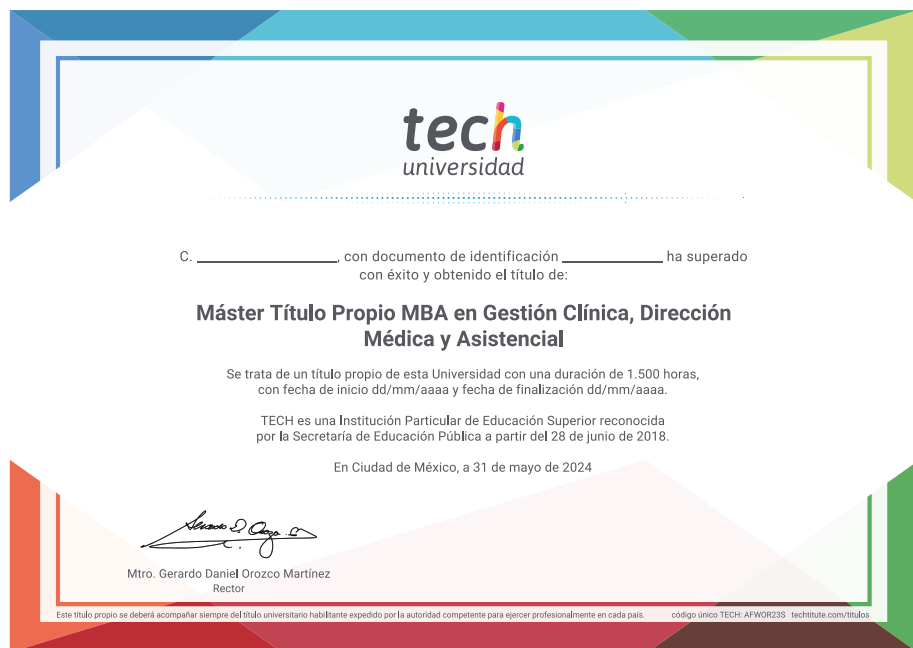 tech
universidad
C. ____________________, con documento de identificación ______________ ha superado
con éxito y obtenido el título de:
Máster Título Propio MBA en Gestión Clínica, Dirección
Médica y Asistencial
Se trata de un título propio de esta Universidad con una duración de 1.500 horas,
con fecha de inicio dd/mm/aaaa y fecha de finalización dd/mm/aaaa.
TECH es una Institución Particular de Educación Superior reconocida
por la Secretaría de Educación Pública a partir del 28 de junio de 2018.
En Ciudad de México, a 31 de mayo de 2024
Mtro. Gerardo Daniel Orozco Martínez
Rector
Este título propio se deberá acompañar siempre del título universitario habilitante expedido por la autoridad competente para ejercer profesionalmente en cada país. código único TECH: AFWOR23S techtitute.com/titulos